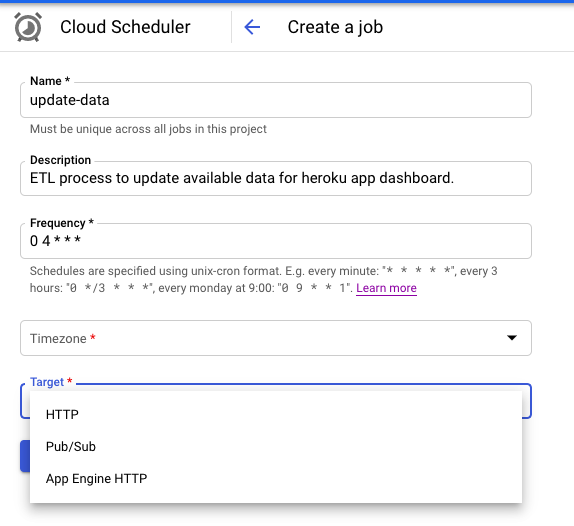 Cloud Scheduler
Create a job
Name *
update-data
Must be unique across all jobs in this project
Description
ETL process to update available data for heroku app dashboard.
Frequency *
0 4 * * *
Schedules are specified using unix-cron format. E.g. every minute: "* * * * *", every 3
hours: "0 */3 * * *", every monday at 9:00: "0 9 * * 1". Learn more
Timezone *
Target *
HTTP
Pub/Sub
App Engine HTTP